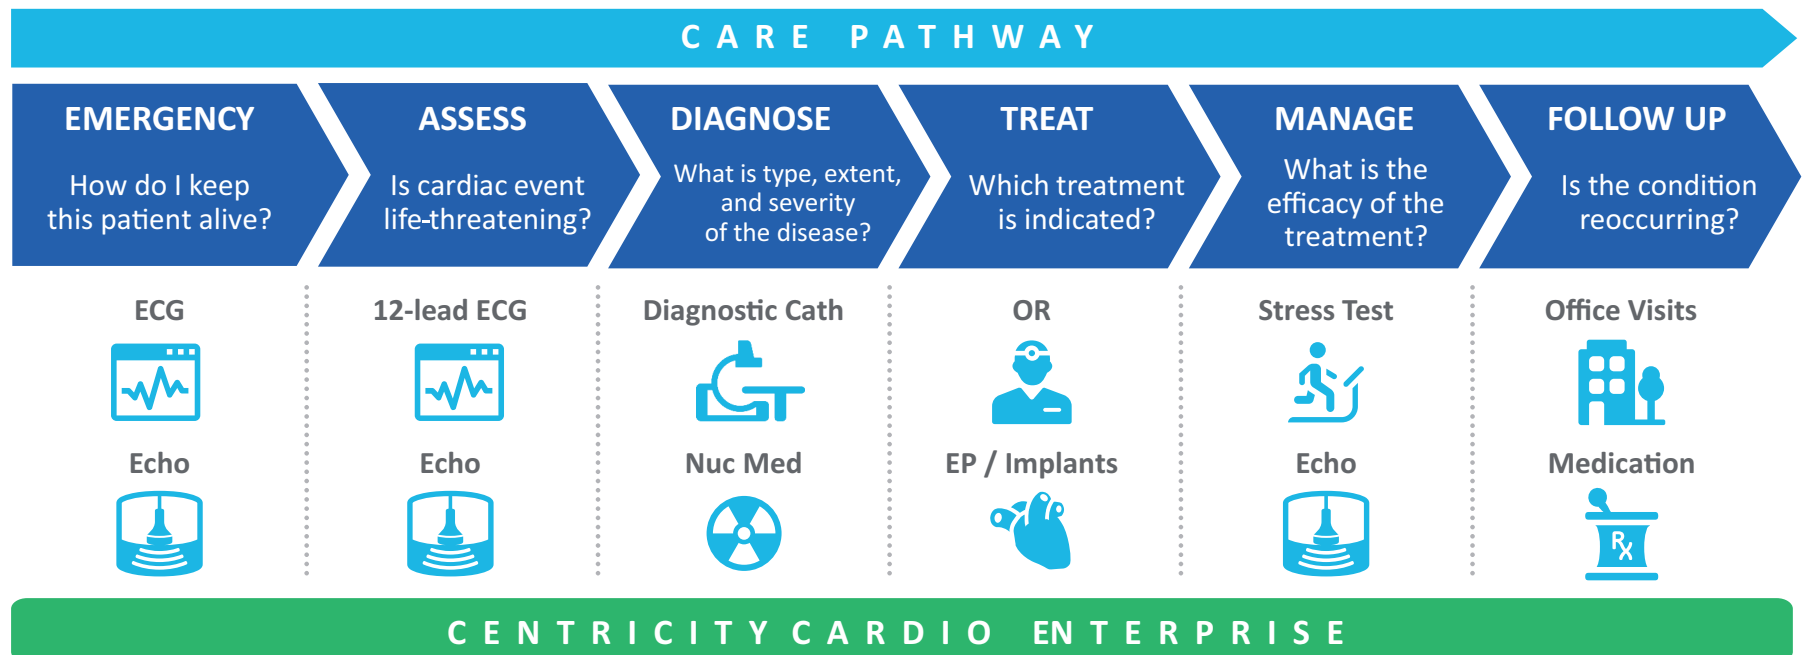 CARE PATHWAY
EMERGENCY
How do I keep
this patient alive?
ASSESS
Is cardiac event
life-threatening?
DIAGNOSE
What is type, extent,
and severity
of the disease?
TREAT
Which treatment
is indicated?
MANAGE
What is the
efficacy of the
treatment?
FOLLOW UP
Is the condition
reoccurring?
ECG
Echo
12-lead ECG
Echo
Diagnostic Cath
Nuc Med
OR
EP / Implants
Stress Test
Echo
Office Visits
Medication
Rx
CENTRICITY CARDIO ENTERPRISE